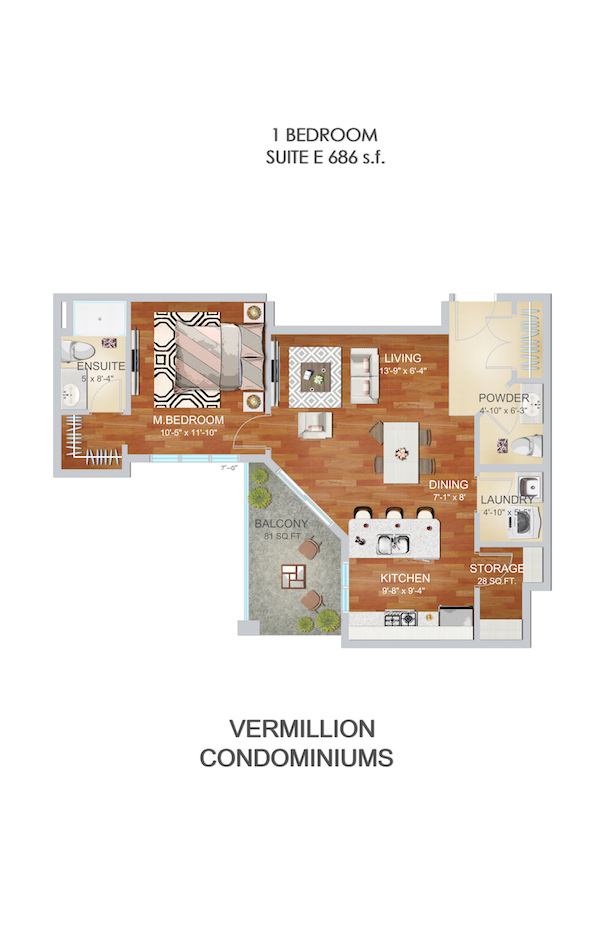 1 BEDROOM
SUITE E 686 s.f.
LIVING
13'-9" x 6'-4"
ENSUITE
5' x 8'-4"
M.BEDROOM
10'-5" x 11'-10"
POWDER
4'-10" x 6'-3"
7'-0"
DINING
7'-1" x 8'
LAUNDRY
4'-10" x 5'-5"
BALCONY
81 SQ.FT.
STORAGE
28 SQ.FT.
KITCHEN
9'-8" x 9'-4"
VERMILLION
CONDOMINIUMS